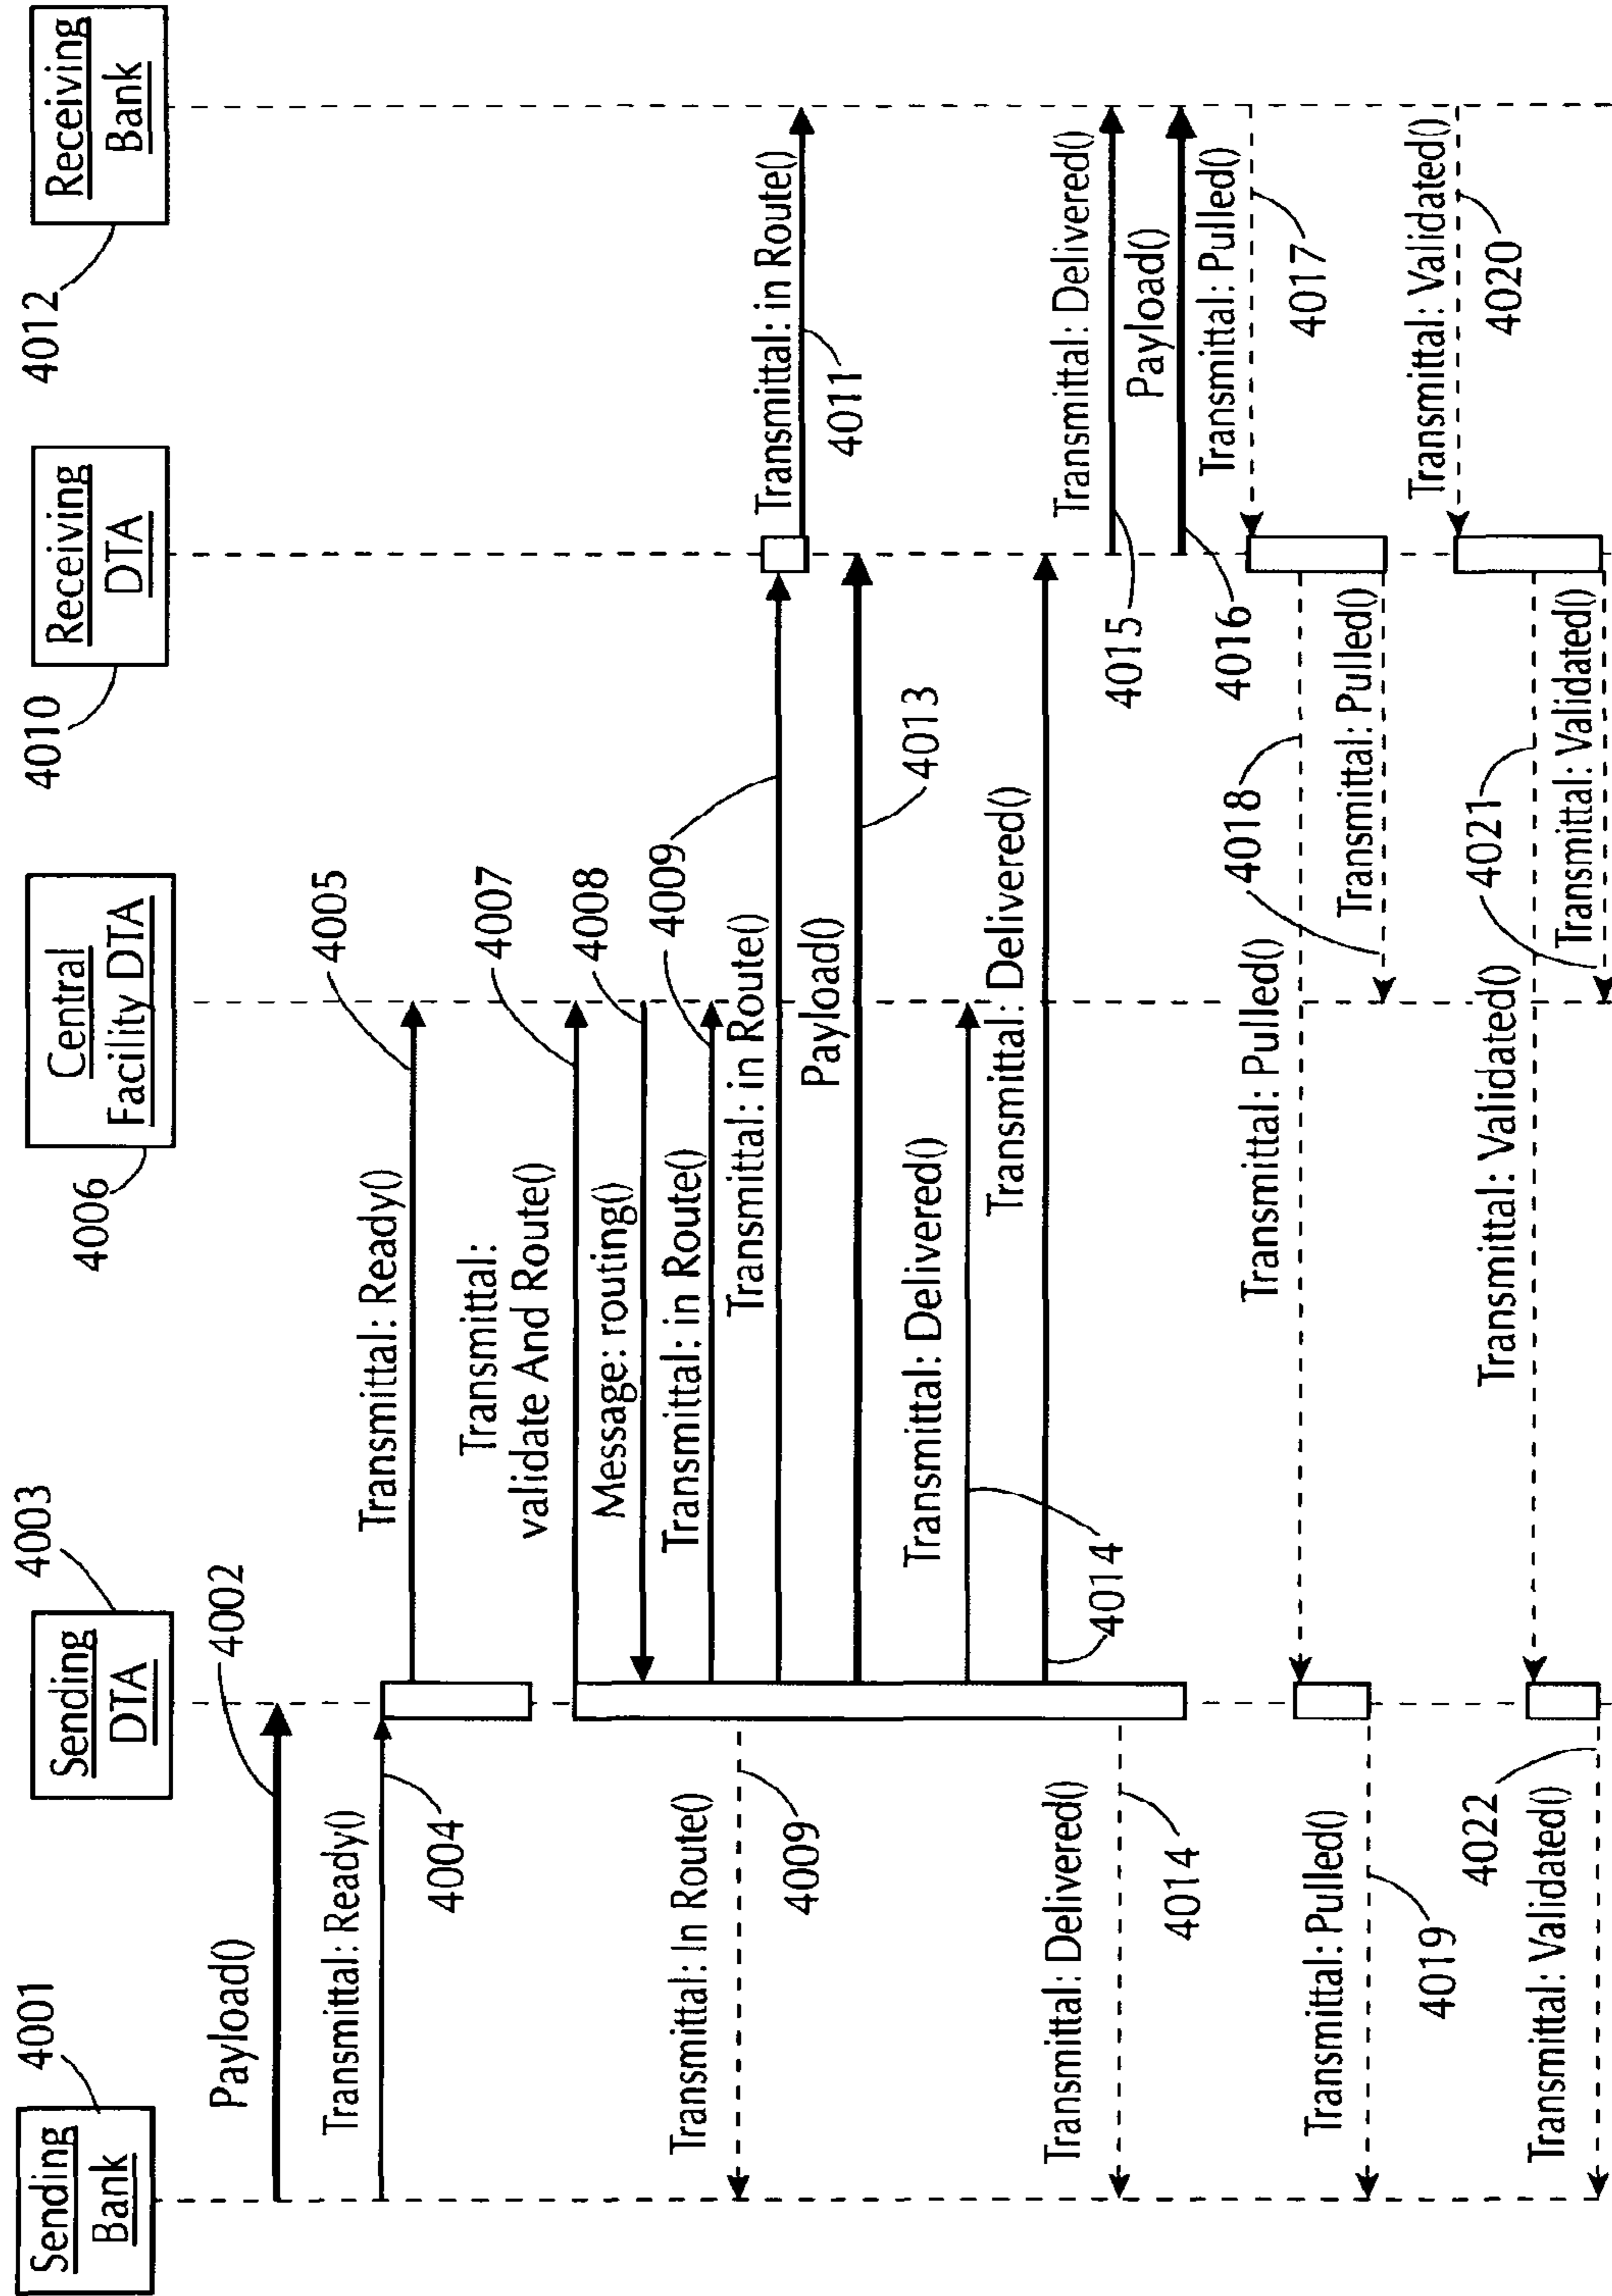 Sending
Bank
4001
Sending
DTA
4003
Central
Facility DTA
4006
Receiving
DTA
4010
Receiving
Bank
4012
Payload()
4002
Transmittal: Ready()
4004
Transmittal: Ready()
4005
Transmittal:
validate And Route()
4007
Message: routing()
4008
Transmittal: in Route()
4009
Transmittal: In Route()
4009
Transmittal: in Route()
Transmittal: in Route()
4011
Payload()
4013
Transmittal: Delivered()
Transmittal: Delivered()
4014
Transmittal: Delivered()
4014
Transmittal: Delivered()
4015
Payload()
4016
Transmittal: Pulled()
4017
Transmittal: Pulled()
4018
Transmittal: Pulled()
Transmittal: Pulled()
4019
Transmittal: Validated()
4020
Transmittal: Validated()
4021
Transmittal: Validated()
Transmittal: Validated()
4022